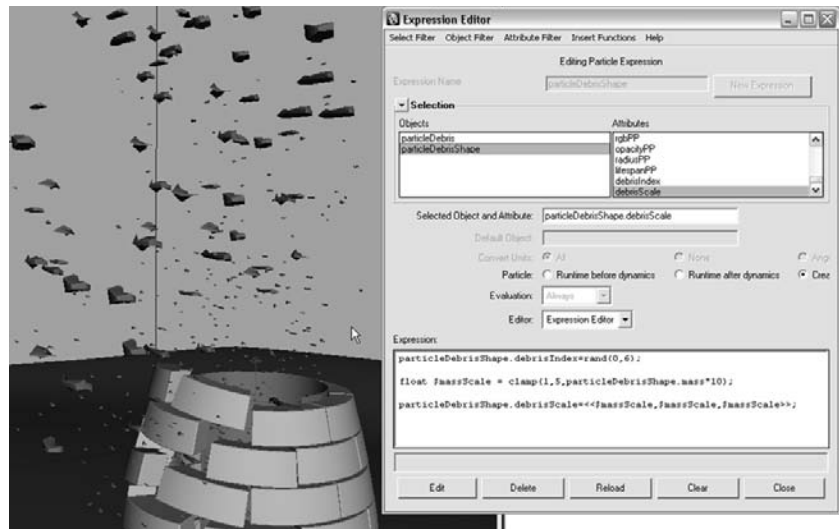 Expression Editor
Select Filter Object Filter Attribute Filter Insert Functions Help
Editing Particle Expression
Expression Name particleDebrisShape New Expression
Selection
Objects Attributes
particleDebris
particleDebrisShape
rgbPP
opacityPP
radiusPP
lifespanPP
debrisIndex
debrisScale
Selected Object and Attribute: particleDebrisShape.debrisScale
Default Object:
Convert Units: All None Angl
Particle: Runtime before dynamics Runtime after dynamics Crea
Evaluation: Always
Editor: Expression Editor
Expression:
particleDebrisShape.debrisIndex=rand(0,6);
float $massScale = clamp(1,5,particleDebrisShape.mass*10);
particleDebrisShape.debrisScale=<<$massScale,$massScale,$massScale>>;
Edit Delete Reload Clear Close